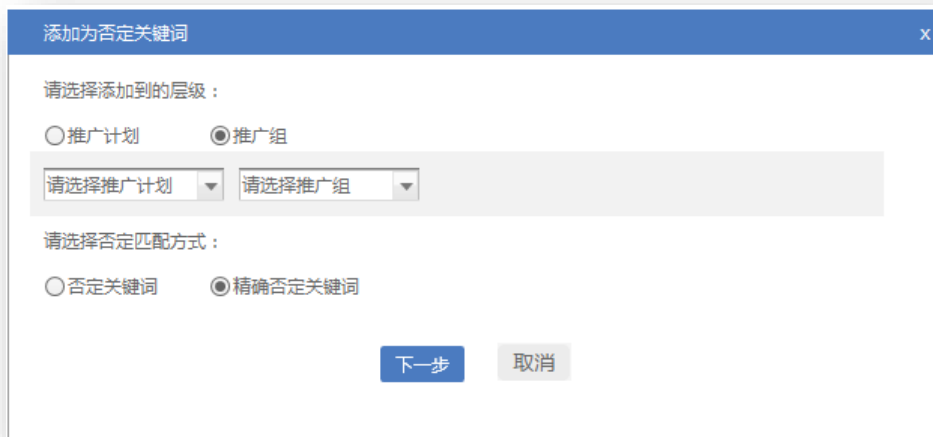 添加为否定关键词 x
请选择添加到的层级：
推广计划 推广组
请选择推广计划 请选择推广组
请选择否定匹配方式：
否定关键词 精确否定关键词
下一步 取消